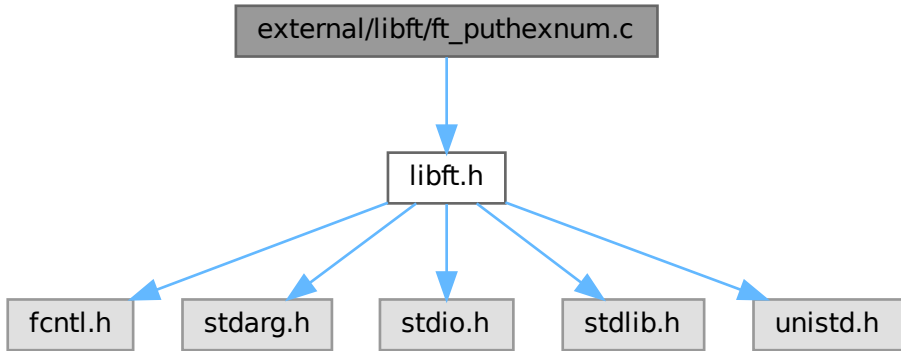 external/libft/ft_puthexnum.c
libft.h
fcntl.h
stdarg.h
stdio.h
stdlib.h
unistd.h